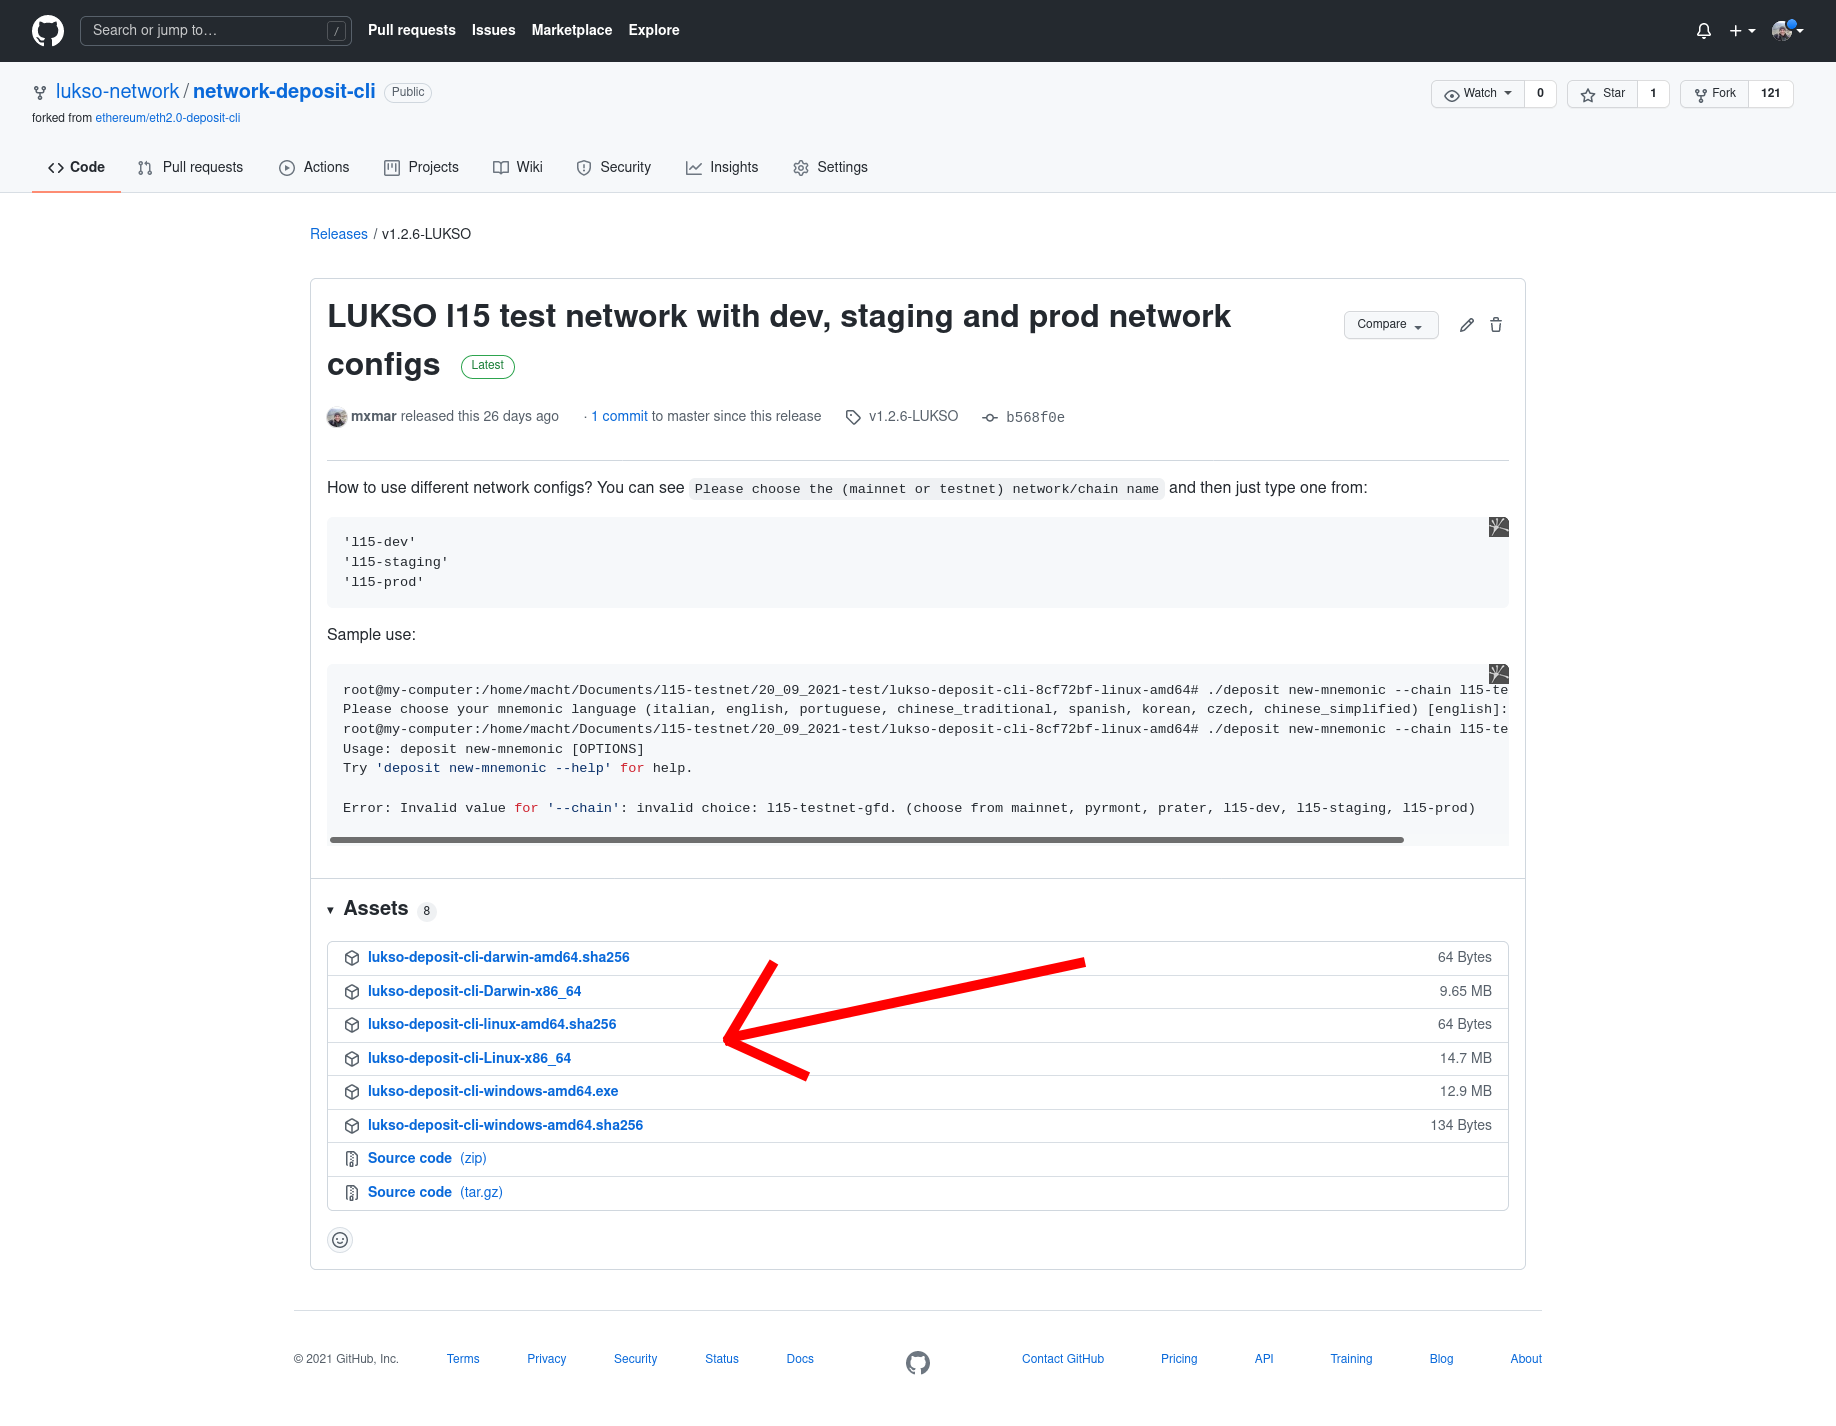 Search or jump to… /
Pull requests Issues Marketplace Explore
lukso-network / network-deposit-cli Public
Watch 0 Star 1 Fork 121
forked from ethereum/eth2.0-deposit-cli
Code Pull requests Actions Projects Wiki Security Insights Settings
Releases / v1.2.6-LUKSO
LUKSO l15 test network with dev, staging and prod network
configs Latest
Compare
mxmar released this 26 days ago · 1 commit to master since this release v1.2.6-LUKSO b568f0e
How to use different network configs? You can see Please choose the (mainnet or testnet) network/chain name and then just type one from:
'l15-dev'
'l15-staging'
'l15-prod'
Sample use:
root@my-computer:/home/macht/Documents/l15-testnet/20_09_2021-test/lukso-deposit-cli-8cf72bf-linux-amd64# ./deposit new-mnemonic --chain l15-te
Please choose your mnemonic language (italian, english, portuguese, chinese_traditional, spanish, korean, czech, chinese_simplified) [english]:
root@my-computer:/home/macht/Documents/l15-testnet/20_09_2021-test/lukso-deposit-cli-8cf72bf-linux-amd64# ./deposit new-mnemonic --chain l15-te
Usage: deposit new-mnemonic [OPTIONS]
Try 'deposit new-mnemonic --help' for help.
Error: Invalid value for '--chain': invalid choice: l15-testnet-gfd. (choose from mainnet, pyrmont, prater, l15-dev, l15-staging, l15-prod)
Assets 8
lukso-deposit-cli-darwin-amd64.sha256 64 Bytes
lukso-deposit-cli-Darwin-x86_64 9.65 MB
lukso-deposit-cli-linux-amd64.sha256 64 Bytes
lukso-deposit-cli-Linux-x86_64 14.7 MB
lukso-deposit-cli-windows-amd64.exe 12.9 MB
lukso-deposit-cli-windows-amd64.sha256 134 Bytes
Source code (zip)
Source code (tar.gz)
© 2021 GitHub, Inc. Terms Privacy Security Status Docs Contact GitHub Pricing API Training Blog About